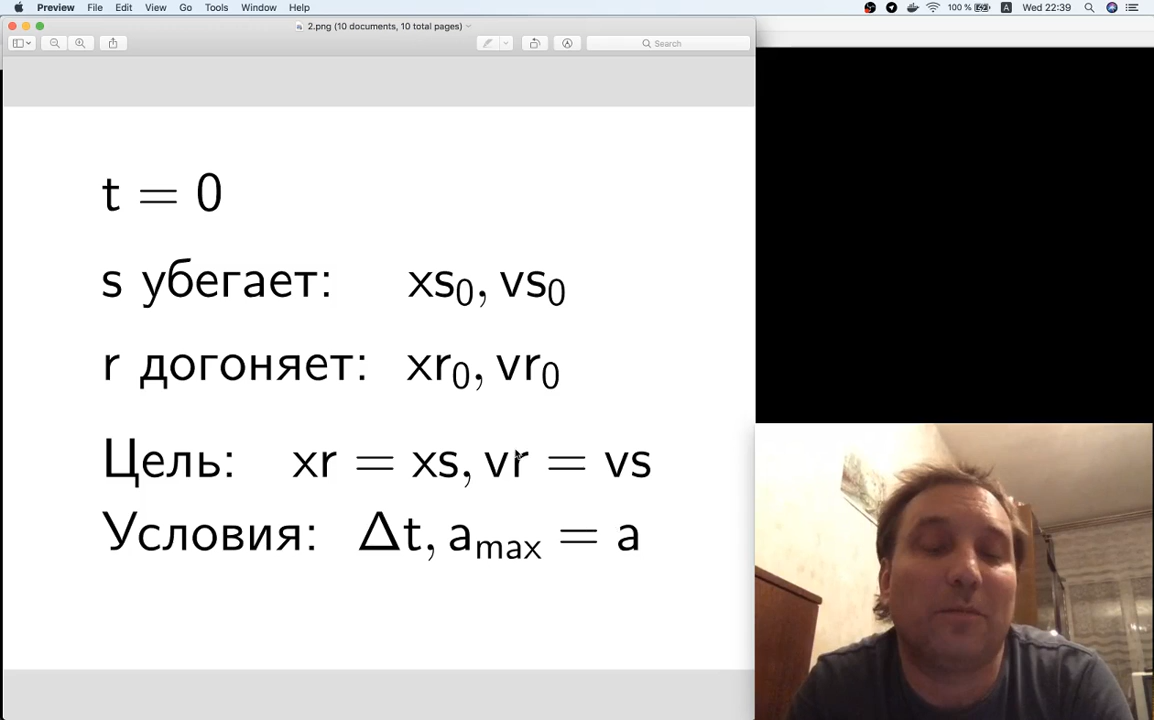 Preview File Edit View Go Tools Window Help
100 % A Wed 22:39
2.png (10 documents, 10 total pages)
Search
t = 0
s убегает: xs₀, vs₀
r догоняет: xr₀, vr₀
Цель: xr = xs, vr = vs
Условия: Δt, aₘₐₓ = a